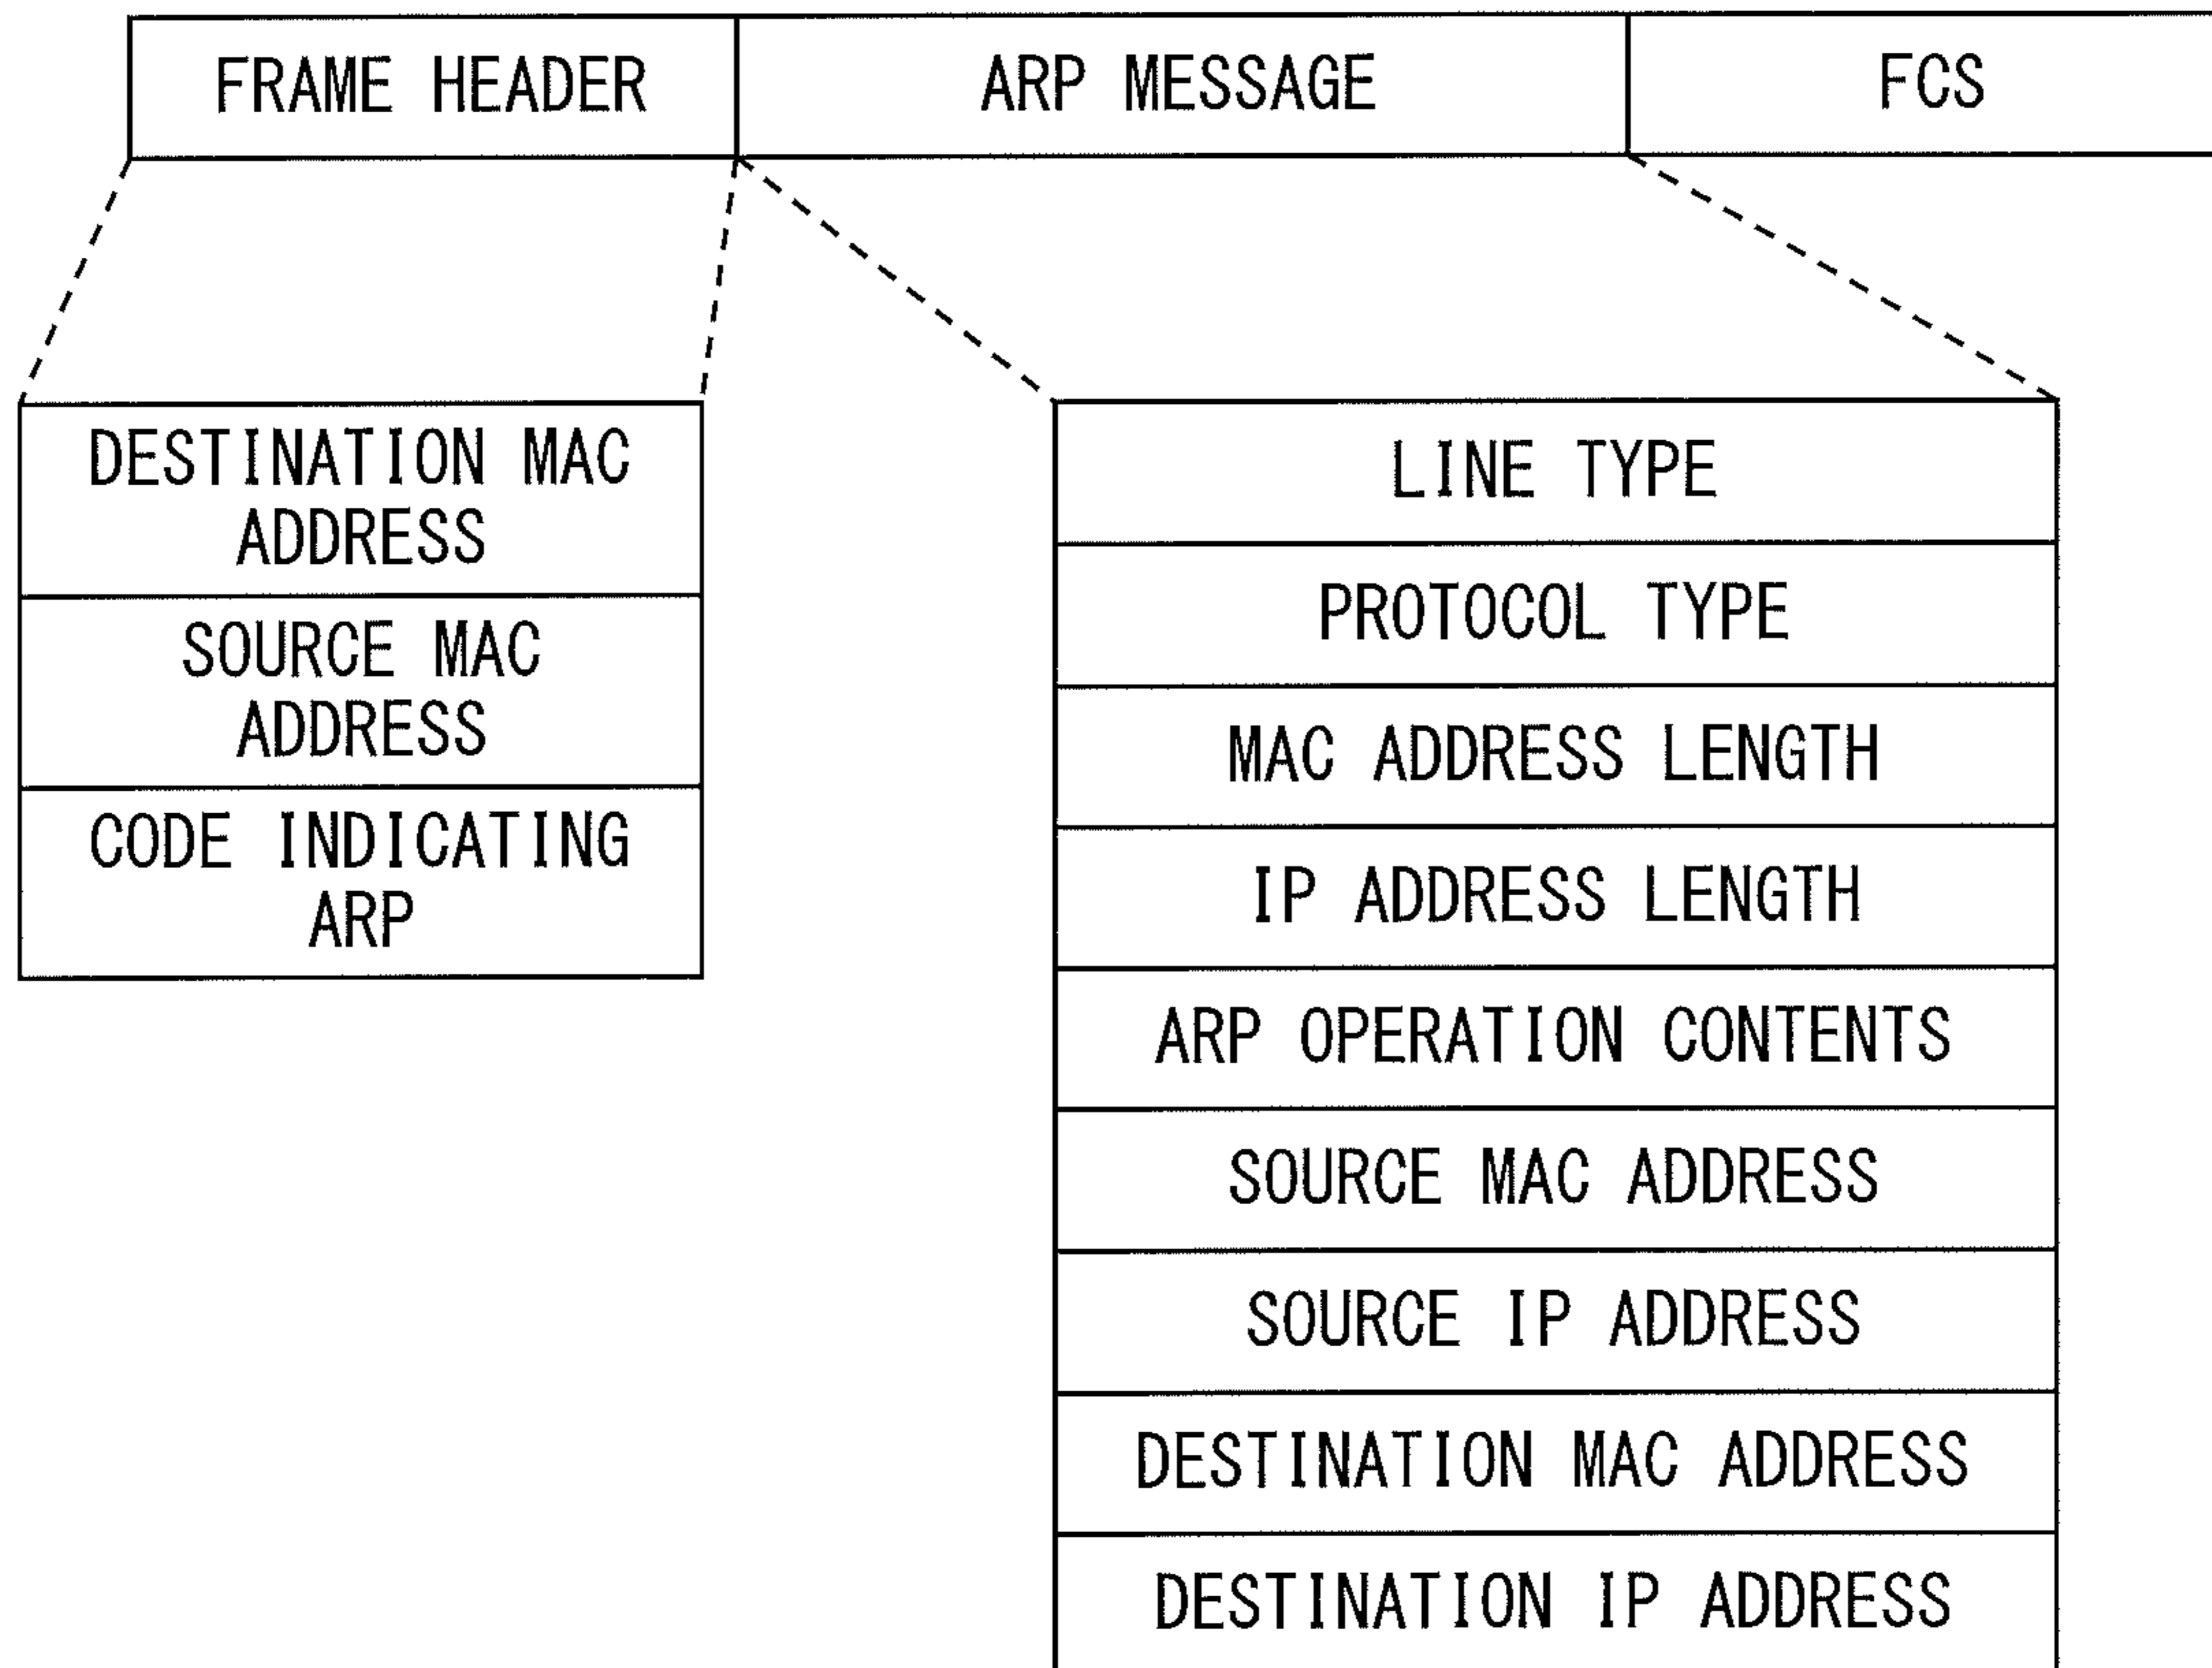 FRAME HEADER
ARP MESSAGE
FCS
DESTINATION MAC
ADDRESS
SOURCE MAC
ADDRESS
CODE INDICATING
ARP
LINE TYPE
PROTOCOL TYPE
MAC ADDRESS LENGTH
IP ADDRESS LENGTH
ARP OPERATION CONTENTS
SOURCE MAC ADDRESS
SOURCE IP ADDRESS
DESTINATION MAC ADDRESS
DESTINATION IP ADDRESS